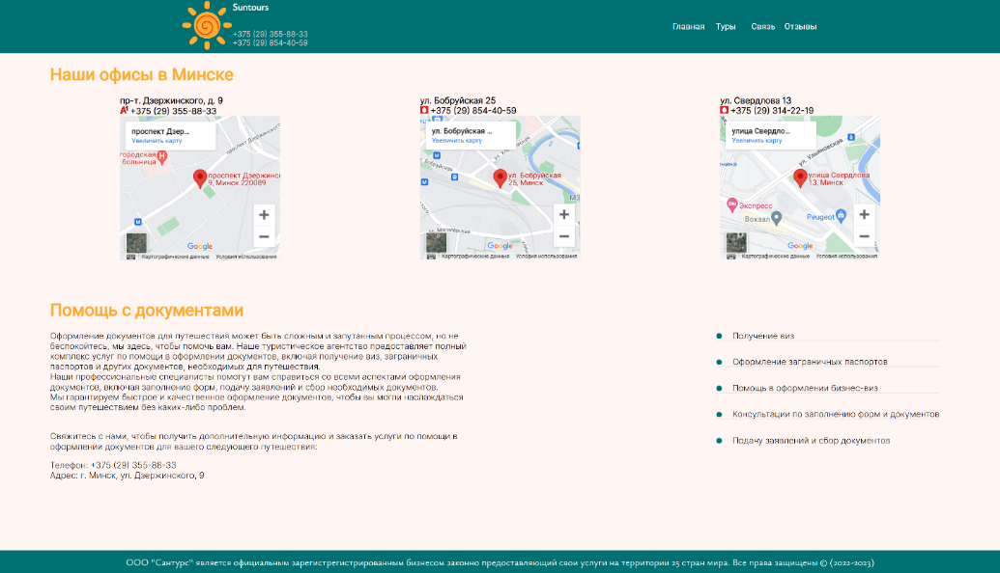 Suntours
+375 (29) 355-88-33
+375 (29) 854-40-59
Главная Туры Связь Отзывы
Наши офисы в Минске
пр-т. Дзержинского, д. 9
+375 (29) 355-88-33
проспект Дзер...
Увеличить карту
проспект Дзержинского
городская
больница
проспект Дзержинск
9, Минск 220089
Google
Картографические данные Условия использования
ул. Бобруйская 25
+375 (29) 854-40-59
ул. Бобруйская ...
Увеличить карту
ул. Бобруйская
25, Минск
МЗ
ул. Могилёвская
Google
Картографические данные Условия использования
ул. Свердлова 13
+375 (29) 314-22-19
улица Свердло...
Увеличить карту
ул. Ульяновская
енина
улица Свердлова
13, Минск
Экспресс
Вокзал
Peugeot
Google
Картографические данные Условия использования
Помощь с документами
Оформление документов для путешествия может быть сложным и запутанным процессом, но не
беспокойтесь, мы здесь, чтобы помочь вам. Наше туристическое агентство предоставляет полный
комплекс услуг по помощи в оформлении документов, включая получение виз, заграничных
паспортов и других документов, необходимых для путешествия.
Наши профессиональные специалисты помогут вам справиться со всеми аспектами оформления
документов, включая заполнение форм, подачу заявлений и сбор необходимых документов.
Мы гарантируем быстрое и качественное оформление документов, чтобы вы могли наслаждаться
своим путешествием без каких-либо проблем.
Свяжитесь с нами, чтобы получить дополнительную информацию и заказать услуги по помощи в
оформлении документов для вашего следующего путешествия:
Телефон: +375 (29) 355-88-33
Адрес: г. Минск, ул. Дзержинского, 9
Получение виз
Оформление заграничных паспортов
Помощь в оформлении бизнес-виз
Консультации по заполнению форм и документов
Подачу заявлений и сбор документов
ООО "Сантурс" является официальным зарегистрегистрированным бизнесом законно предоставляющий свои услуги на территории 25 стран мира. Все права защищены © (2022-2023)